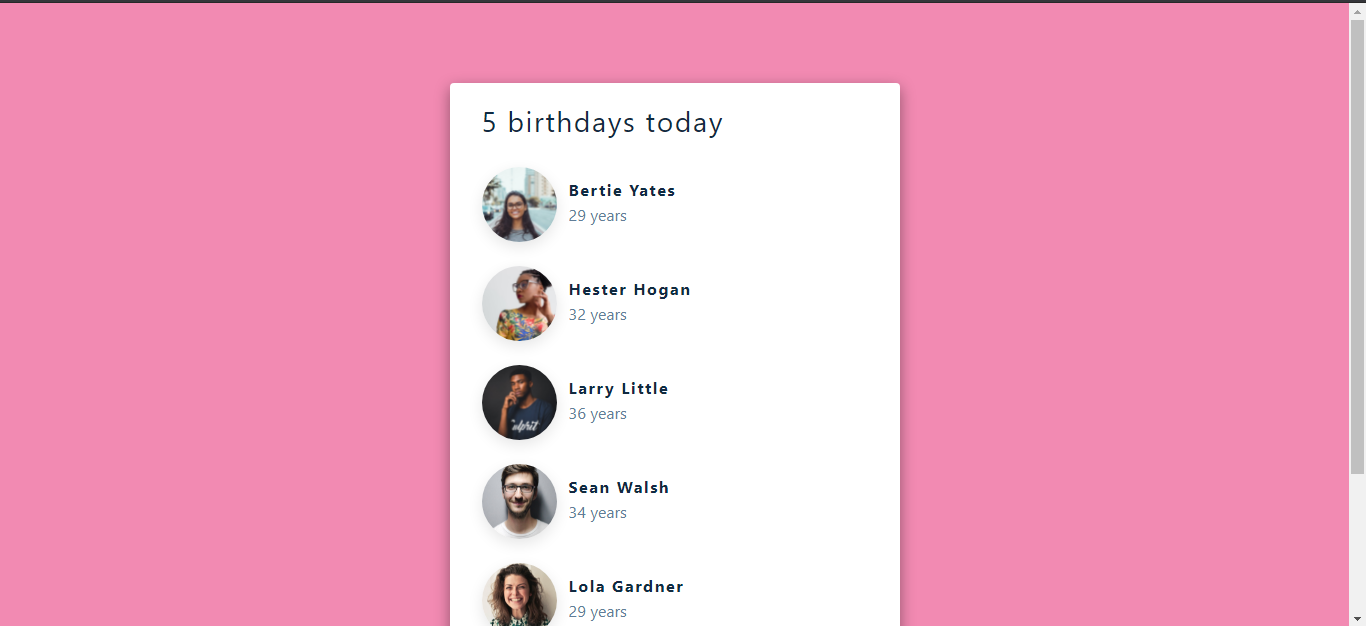 5 birthdays today
Bertie Yates
29 years
Hester Hogan
32 years
Larry Little
36 years
ulprit
Sean Walsh
34 years
Lola Gardner
29 years